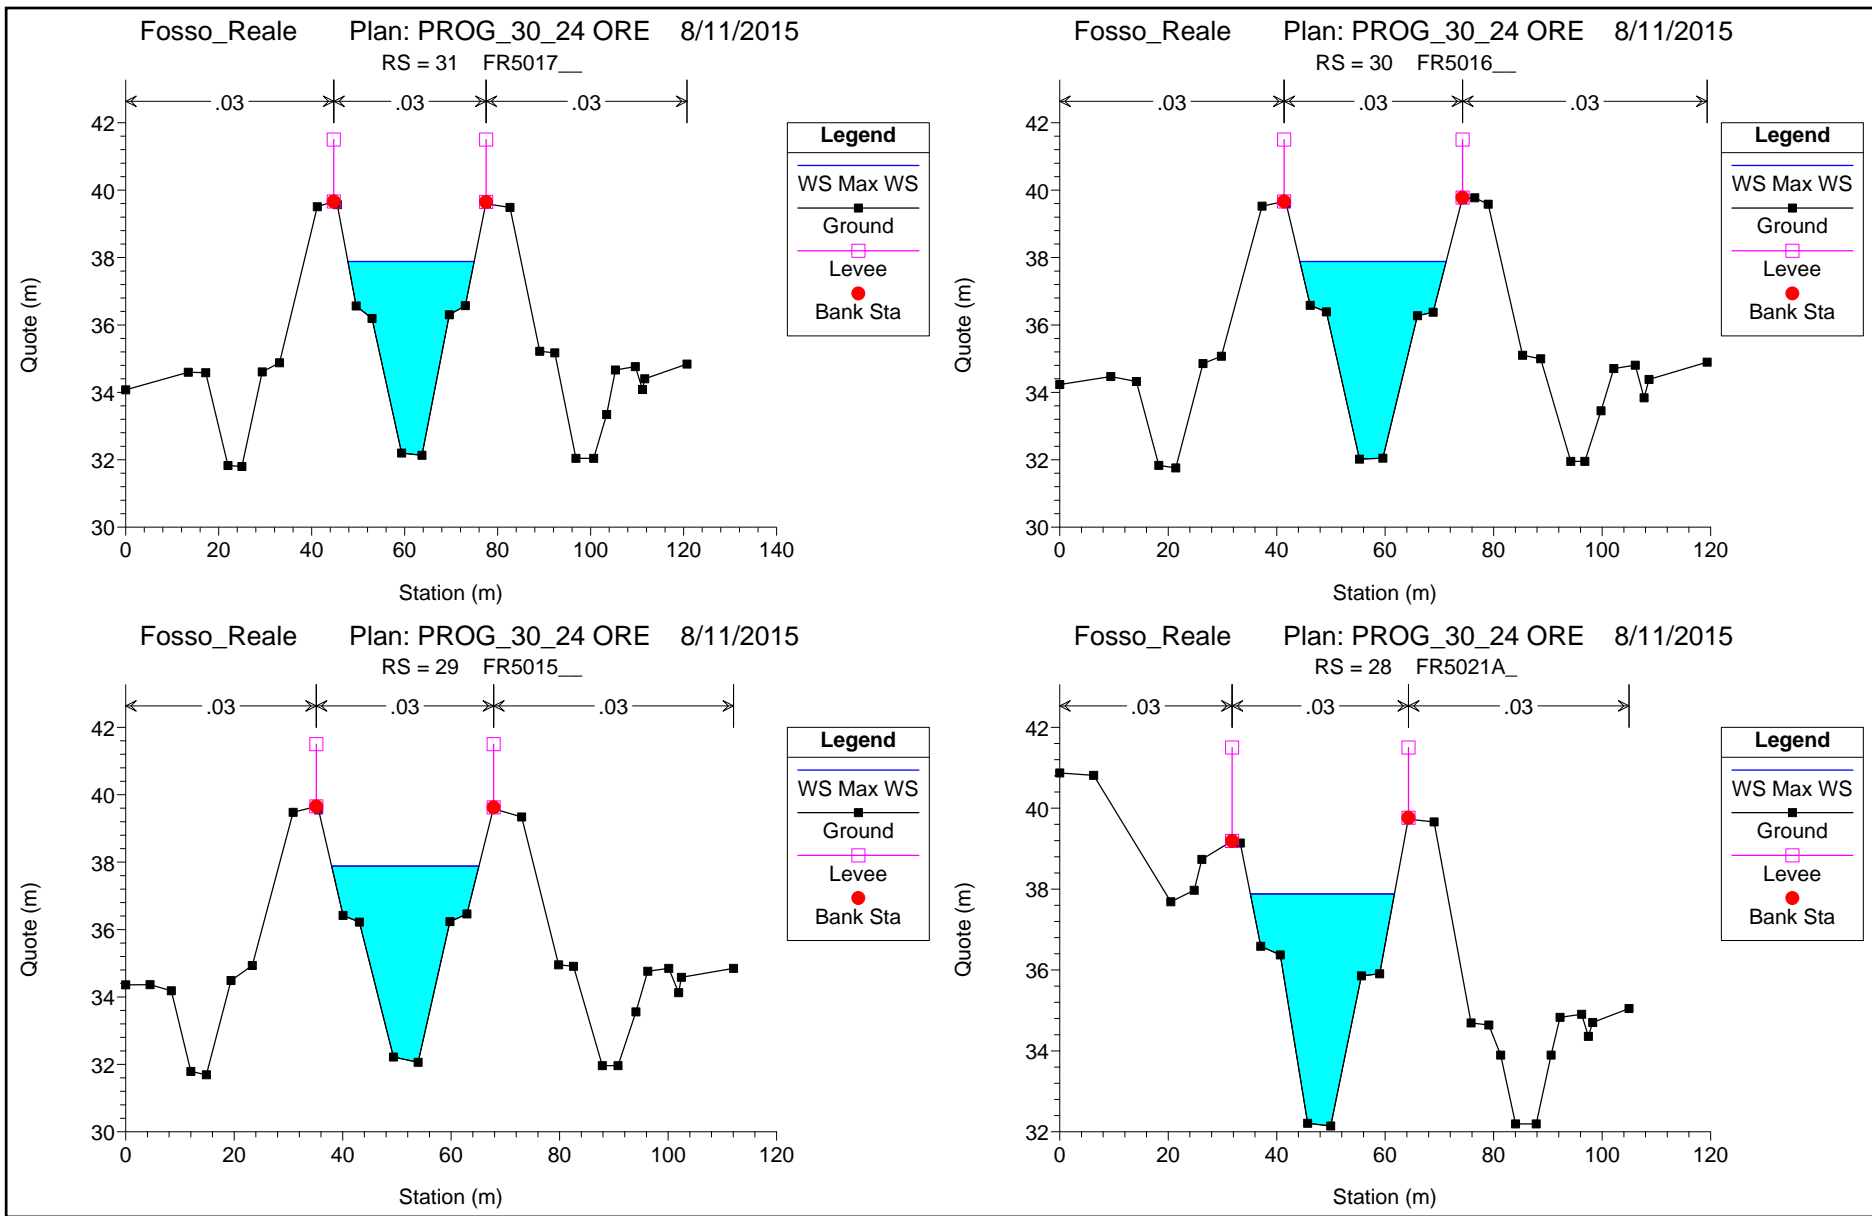 Fosso_Reale Plan: PROG_30_24 ORE 8/11/2015
RS = 31 FR5017__
.03 .03 .03
42
40
38
36
34
32
30
0 20 40 60 80 100 120 140
Quote (m)
Station (m)
Legend
WS Max WS
Ground
Levee
Bank Sta
Fosso_Reale Plan: PROG_30_24 ORE 8/11/2015
RS = 30 FR5016__
.03 .03 .03
42
40
38
36
34
32
30
0 20 40 60 80 100 120
Quote (m)
Station (m)
Legend
WS Max WS
Ground
Levee
Bank Sta
Fosso_Reale Plan: PROG_30_24 ORE 8/11/2015
RS = 29 FR5015__
.03 .03 .03
42
40
38
36
34
32
30
0 20 40 60 80 100 120
Quote (m)
Station (m)
Legend
WS Max WS
Ground
Levee
Bank Sta
Fosso_Reale Plan: PROG_30_24 ORE 8/11/2015
RS = 28 FR5021A_
.03 .03 .03
42
40
38
36
34
32
0 20 40 60 80 100 120
Quote (m)
Station (m)
Legend
WS Max WS
Ground
Levee
Bank Sta